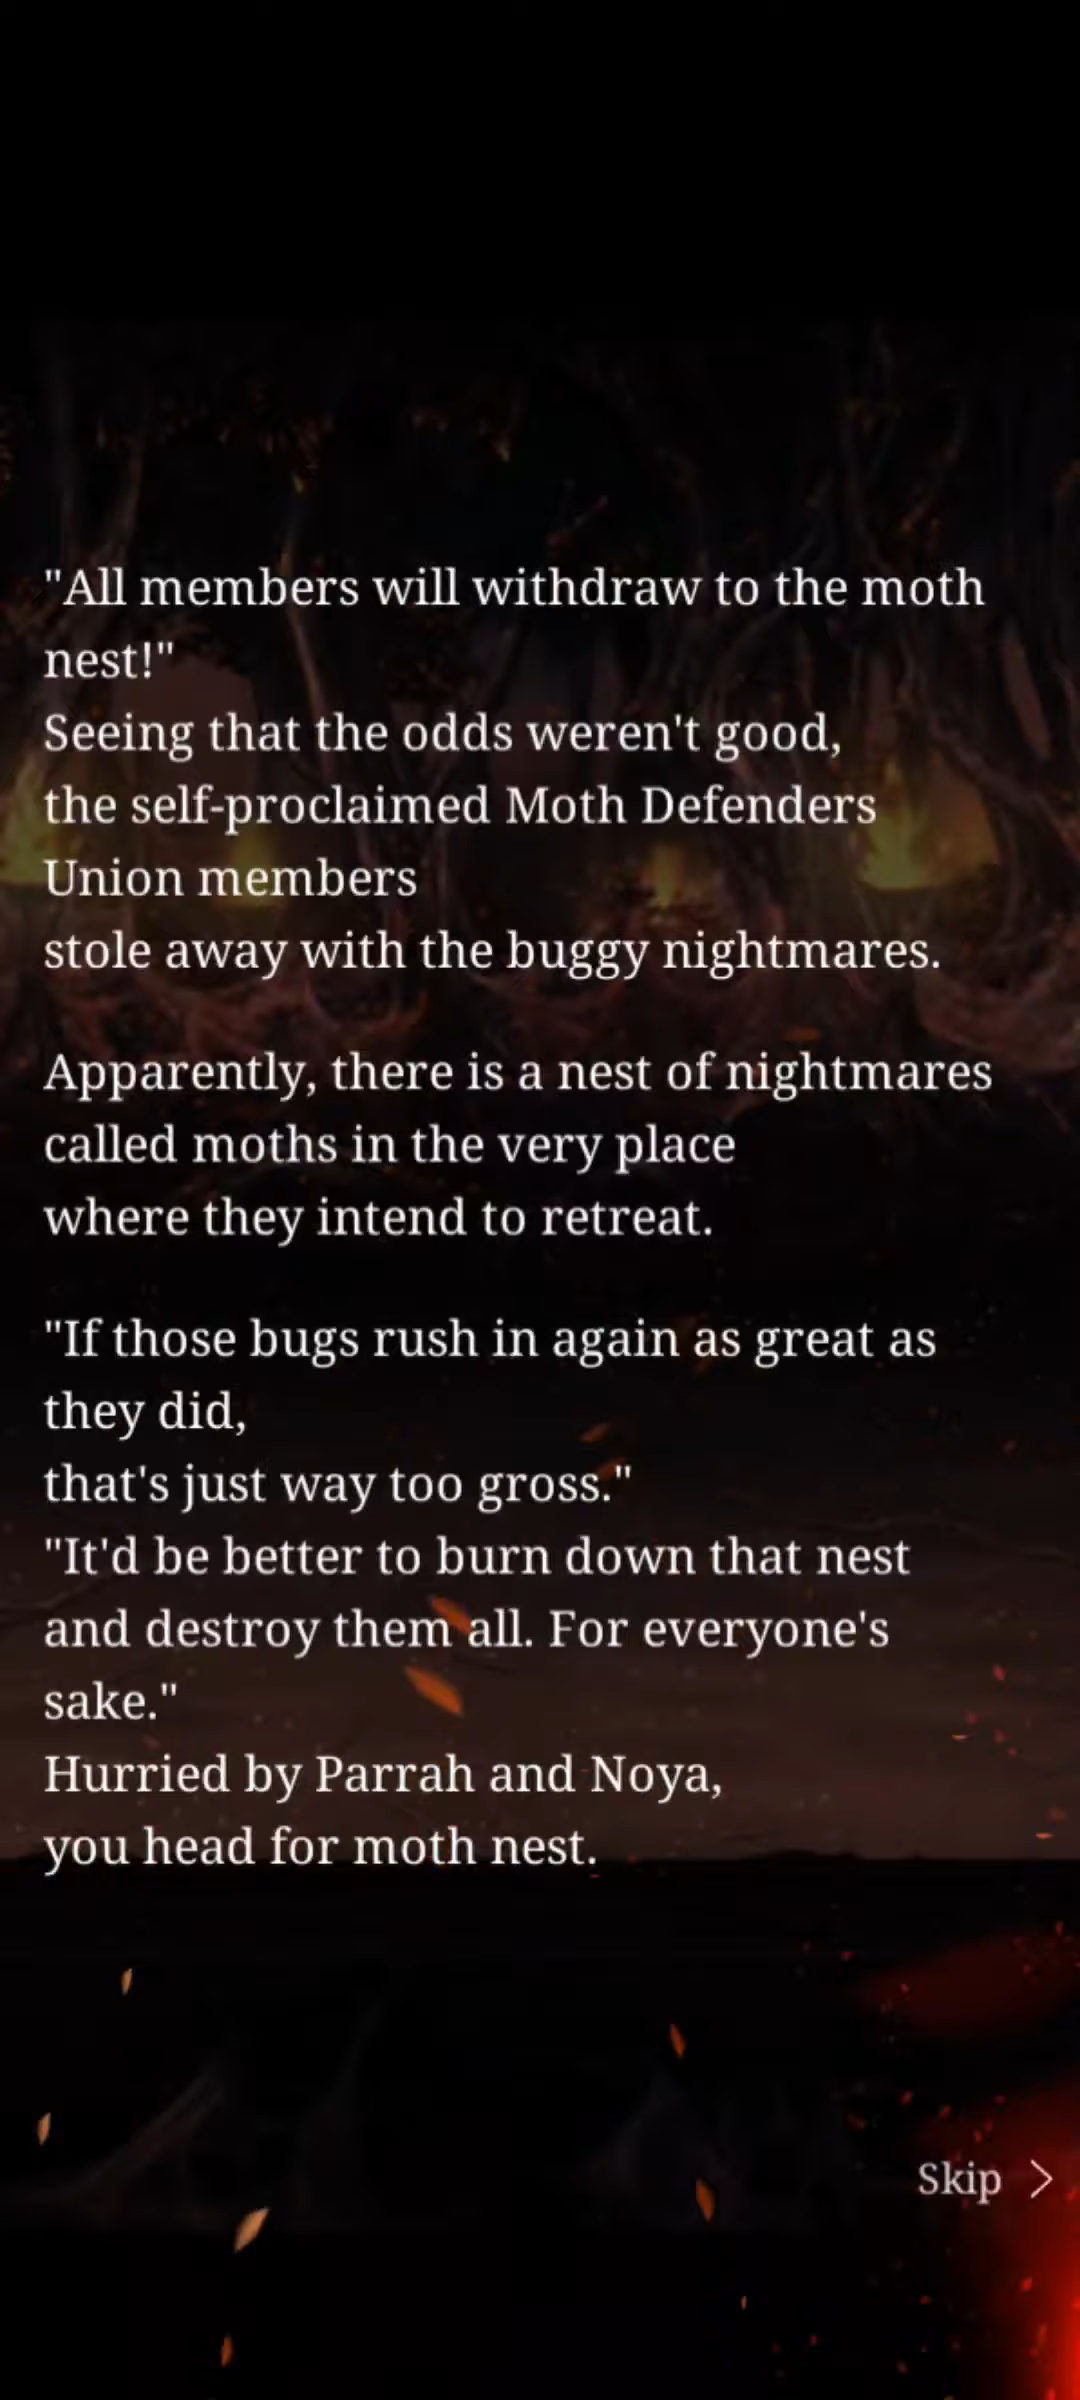 "All members will withdraw to the moth
nest!"
Seeing that the odds weren't good,
the self-proclaimed Moth Defenders
Union members
stole away with the buggy nightmares.
Apparently, there is a nest of nightmares
called moths in the very place
where they intend to retreat.
"If those bugs rush in again as great as
they did,
that's just way too gross."
"It'd be better to burn down that nest
and destroy them all. For everyone's
sake."
Hurried by Parrah and Noya,
you head for moth nest.
Skip >